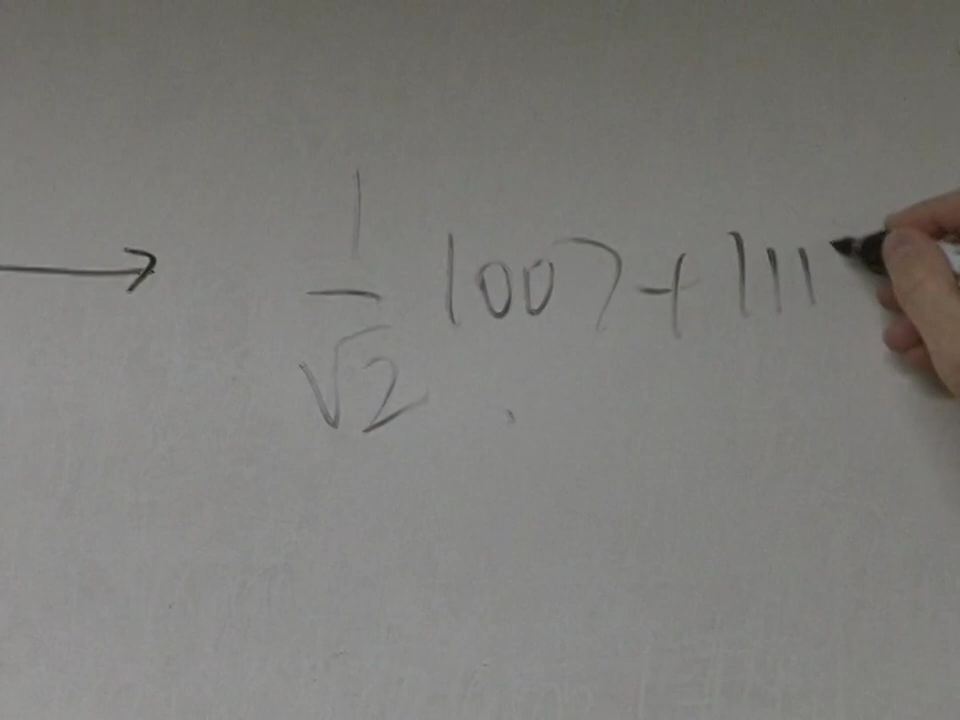 → 1/√2 |00⟩ + |11